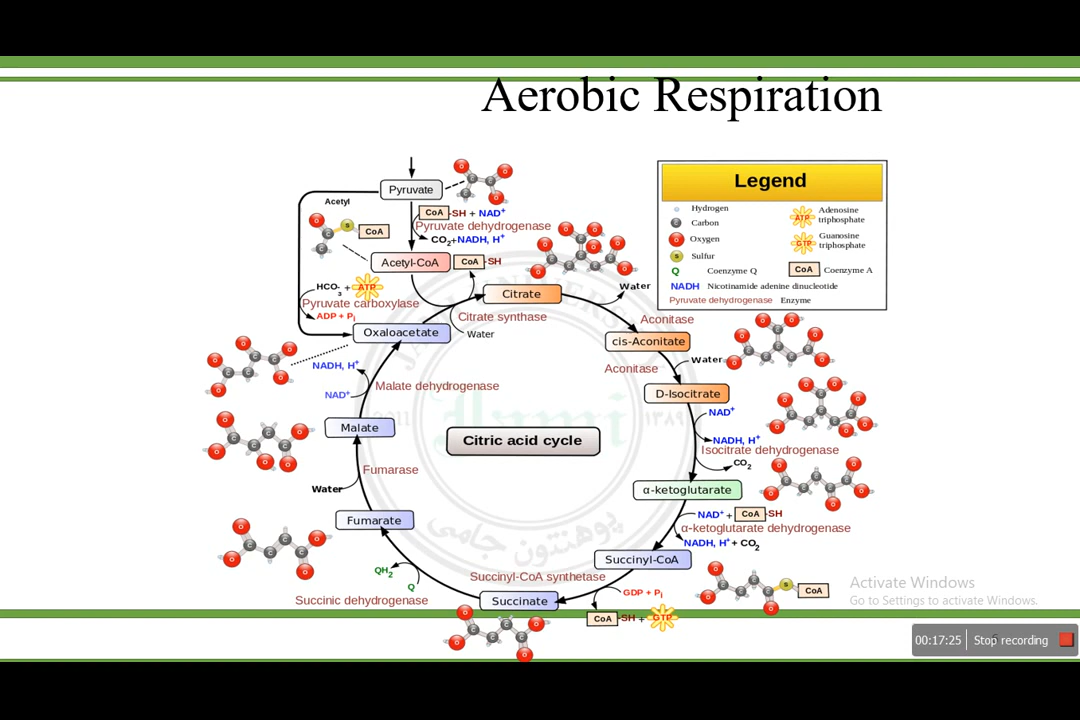 Aerobic Respiration
Legend
Hydrogen
Carbon
Oxygen
Sulfur
Q Coenzyme Q
NADH Nicotinamide adenine dinucleotide
Pyruvate dehydrogenase Enzyme
ATP Adenosine triphosphate
GTP Guanosine triphosphate
CoA Coenzyme A
Pyruvate
Acetyl
S CoA
CoA-SH + NAD+
Pyruvate dehydrogenase
CO2+NADH, H+
Acetyl-CoA
CoA-SH
HCO3- + ATP
Pyruvate carboxylase
ADP + Pi
Citrate
Citrate synthase
Water
Oxaloacetate
Water
Aconitase
cis-Aconitate
Water
Aconitase
D-Isocitrate
NAD+
NADH, H+
Isocitrate dehydrogenase
CO2
α-ketoglutarate
NAD+ + CoA-SH
α-ketoglutarate dehydrogenase
NADH, H+ + CO2
Succinyl-CoA
S CoA
Succinyl-CoA synthetase
GDP + Pi
CoA-SH + GTP
Succinate
Succinic dehydrogenase
Q
QH2
Fumarate
Water
Fumarase
Malate
NAD+
Malate dehydrogenase
NADH, H+
Citric acid cycle
پوهنتون جامی
١٣٨٩
Activate Windows
Go to Settings to activate Windows.
00:17:25 Stop recording